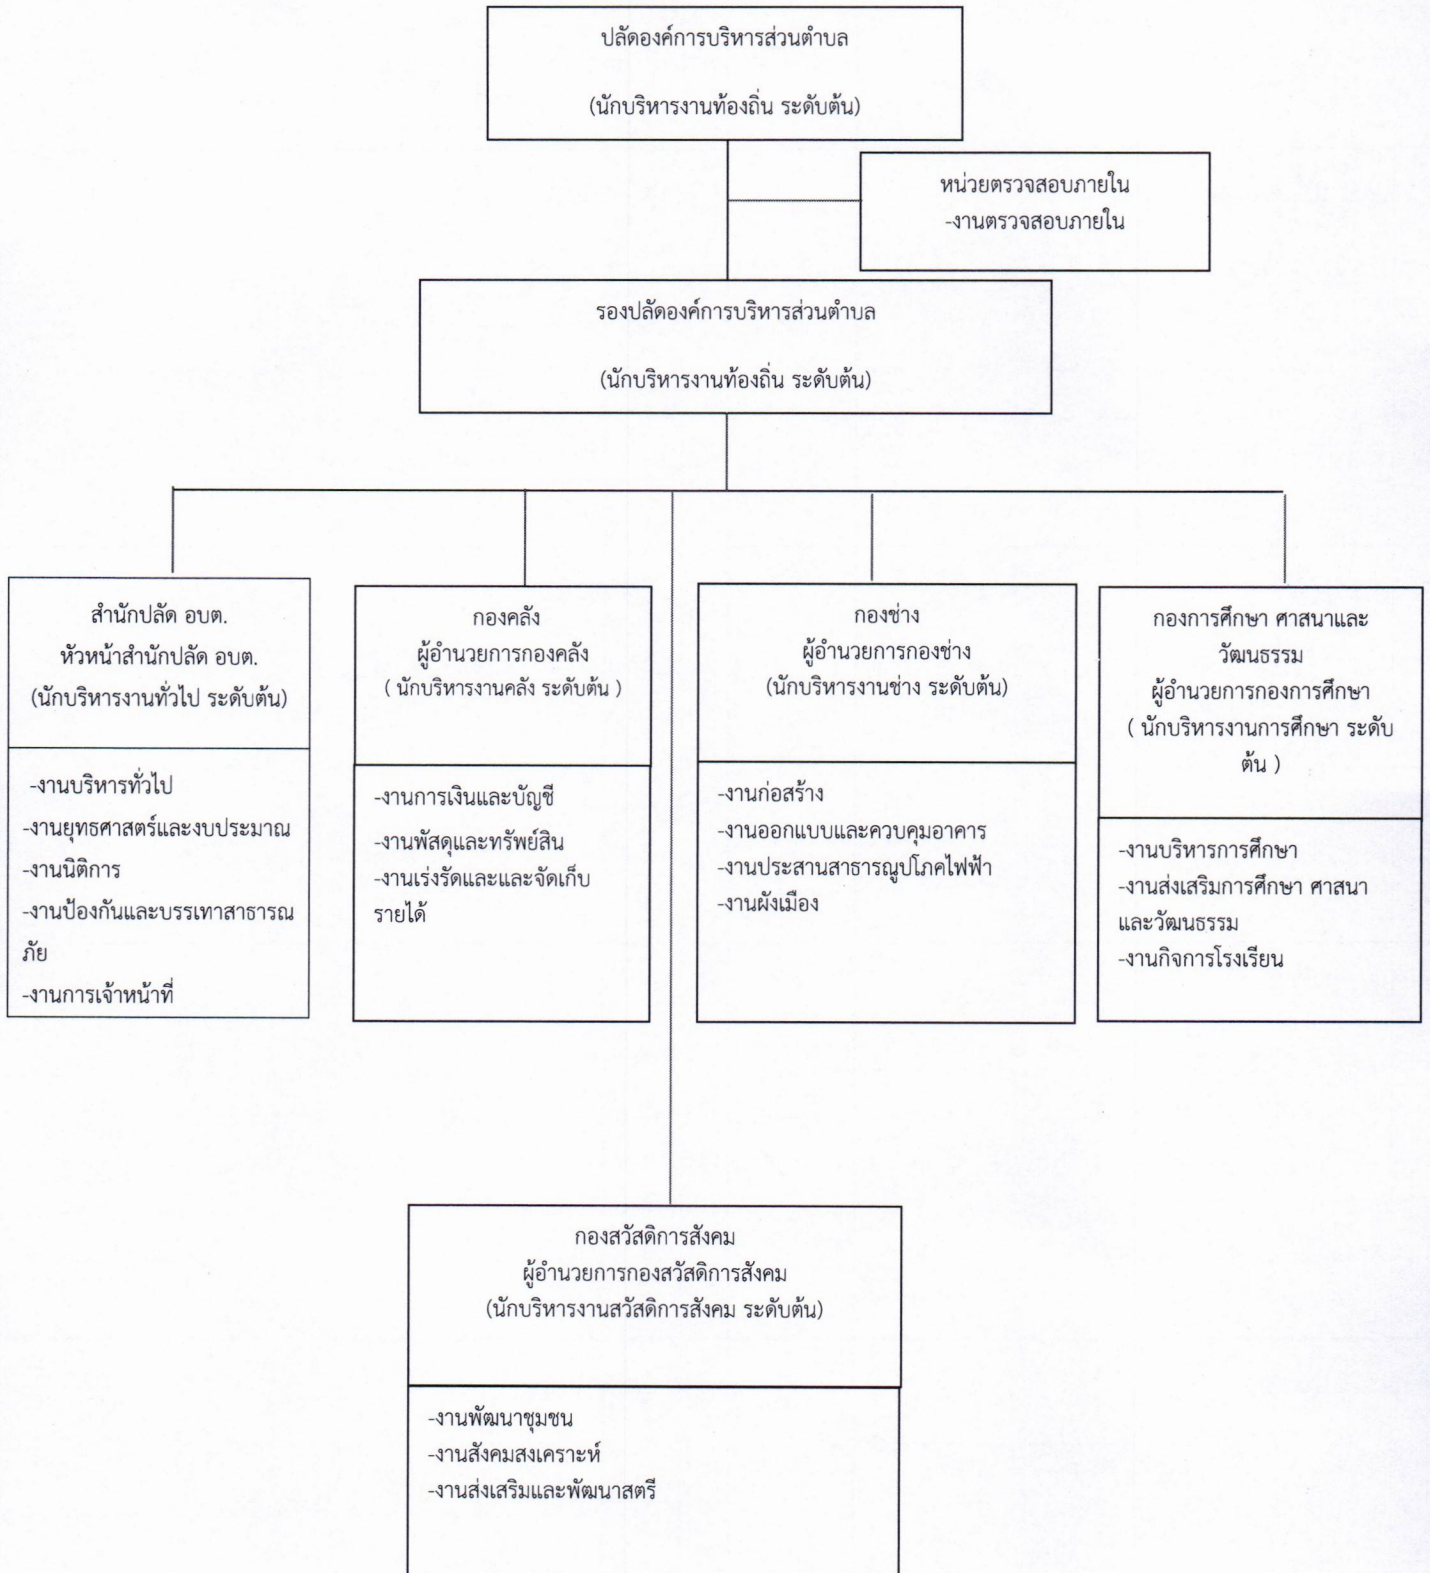 ปลัดองค์การบริหารส่วนตำบล
(นักบริหารงานท้องถิ่น ระดับต้น)
หน่วยตรวจสอบภายใน
-งานตรวจสอบภายใน
รองปลัดองค์การบริหารส่วนตำบล
(นักบริหารงานท้องถิ่น ระดับต้น)
สำนักปลัด อบต.
หัวหน้าสำนักปลัด อบต.
(นักบริหารงานทั่วไป ระดับต้น)
-งานบริหารทั่วไป
-งานยุทธศาสตร์และงบประมาณ
-งานนิติการ
-งานป้องกันและบรรเทาสาธารณ
ภัย
-งานการเจ้าหน้าที่
กองคลัง
ผู้อำนวยการกองคลัง
( นักบริหารงานคลัง ระดับต้น )
-งานการเงินและบัญชี
-งานพัสดุและทรัพย์สิน
-งานเร่งรัดและและจัดเก็บ
รายได้
กองช่าง
ผู้อำนวยการกองช่าง
(นักบริหารงานช่าง ระดับต้น)
-งานก่อสร้าง
-งานออกแบบและควบคุมอาคาร
-งานประสานสาธารณูปโภคไฟฟ้า
-งานผังเมือง
กองการศึกษา ศาสนาและ
วัฒนธรรม
ผู้อำนวยการกองการศึกษา
( นักบริหารงานการศึกษา ระดับ
ต้น )
-งานบริหารการศึกษา
-งานส่งเสริมการศึกษา ศาสนา
และวัฒนธรรม
-งานกิจการโรงเรียน
กองสวัสดิการสังคม
ผู้อำนวยการกองสวัสดิการสังคม
(นักบริหารงานสวัสดิการสังคม ระดับต้น)
-งานพัฒนาชุมชน
-งานสังคมสงเคราะห์
-งานส่งเสริมและพัฒนาสตรี